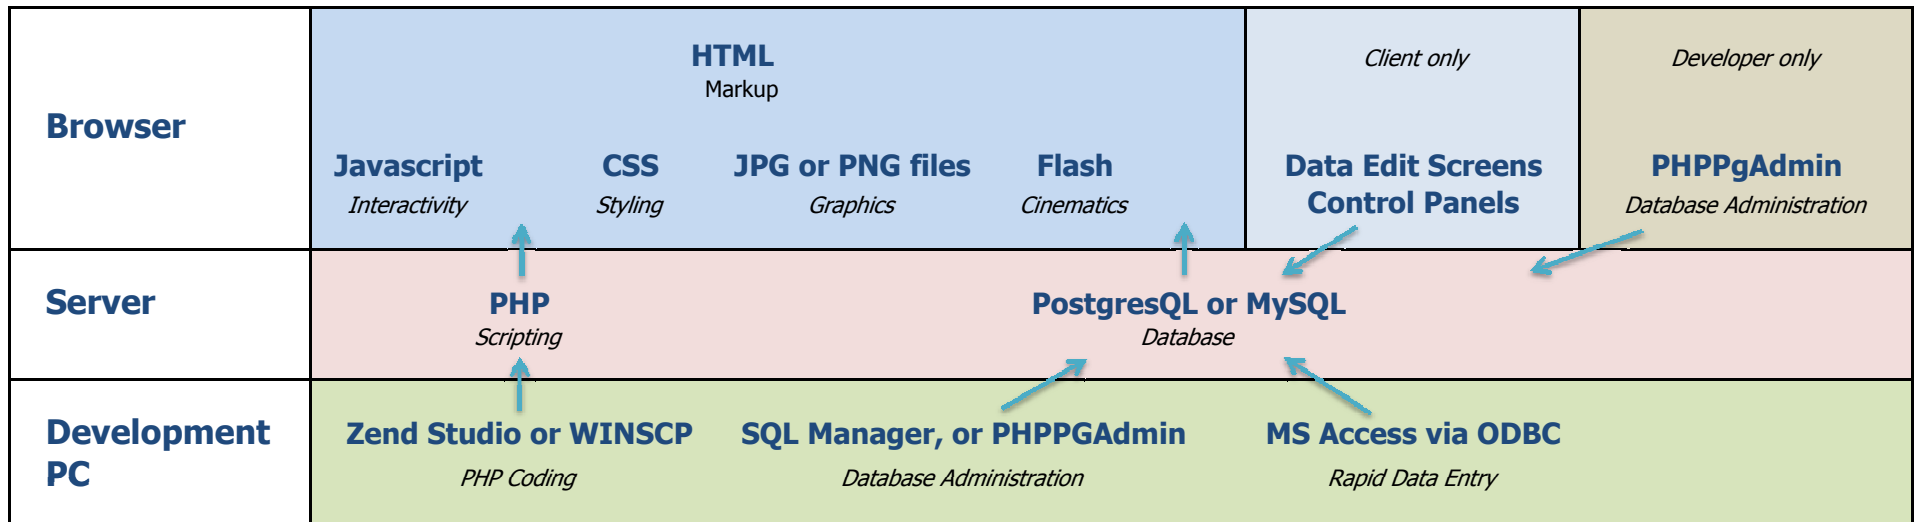 Browser
HTML
Markup
Javascript
Interactivity
CSS
Styling
JPG or PNG files
Graphics
Flash
Cinematics
Client only
Data Edit Screens
Control Panels
Developer only
PHPPgAdmin
Database Administration
Server
PHP
Scripting
PostgresQL or MySQL
Database
Development
PC
Zend Studio or WINSCP
PHP Coding
SQL Manager, or PHPPGAdmin
Database Administration
MS Access via ODBC
Rapid Data Entry